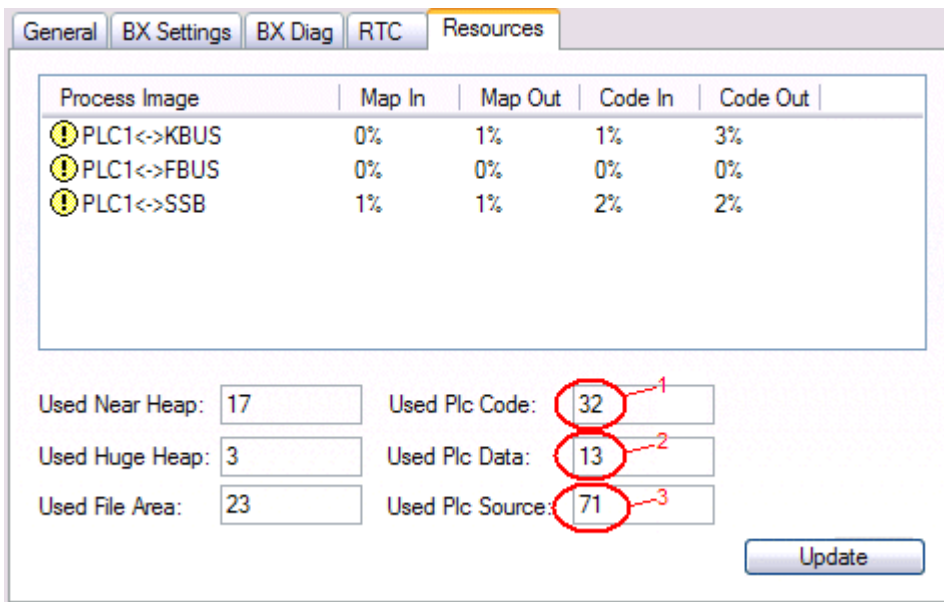 General BX Settings BX Diag RTC Resources
Process Image Map In Map Out Code In Code Out
PLC1<->KBUS 0% 1% 1% 3%
PLC1<->FBUS 0% 0% 0% 0%
PLC1<->SSB 1% 1% 2% 2%
Used Near Heap: 17 Used Plc Code: 32 1
Used Huge Heap: 3 Used Plc Data: 13 2
Used File Area: 23 Used Plc Source: 71 3
Update